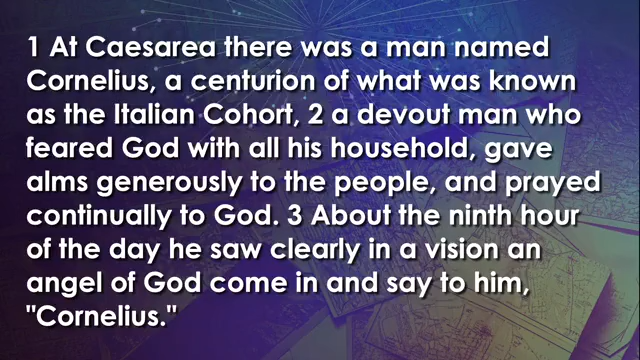 1 At Caesarea there was a man named
Cornelius, a centurion of what was known
as the Italian Cohort, 2 a devout man who
feared God with all his household, gave
alms generously to the people, and prayed
continually to God. 3 About the ninth hour
of the day he saw clearly in a vision an
angel of God come in and say to him,
"Cornelius."